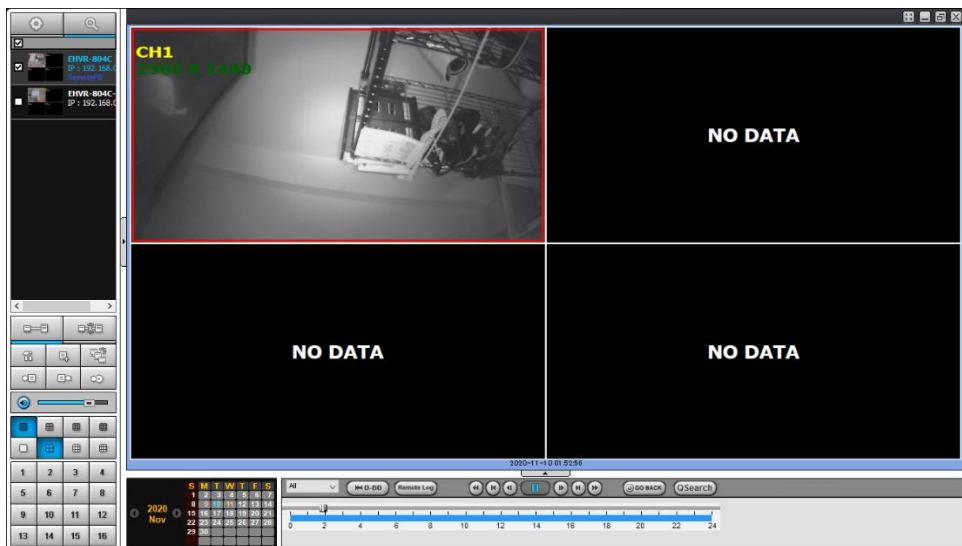 EHVR-804C
IP : 192.168.0
RemotePB
EHVR-804C-
IP : 192.168.0
CH1
2560 X 1440
NO DATA
NO DATA
NO DATA
2020-11-10 01:52:56
1 2 3 4
5 6 7 8
9 10 11 12
13 14 15 16
2020
Nov
S M T W T F S
1 2 3 4 5 6 7
8 9 10 11 12 13 14
15 16 17 18 19 20 21
22 23 24 25 26 27 28
29 30
All
Remote Log
GO BACK
QSearch
0 2 4 6 8 10 12 14 16 18 20 22 24